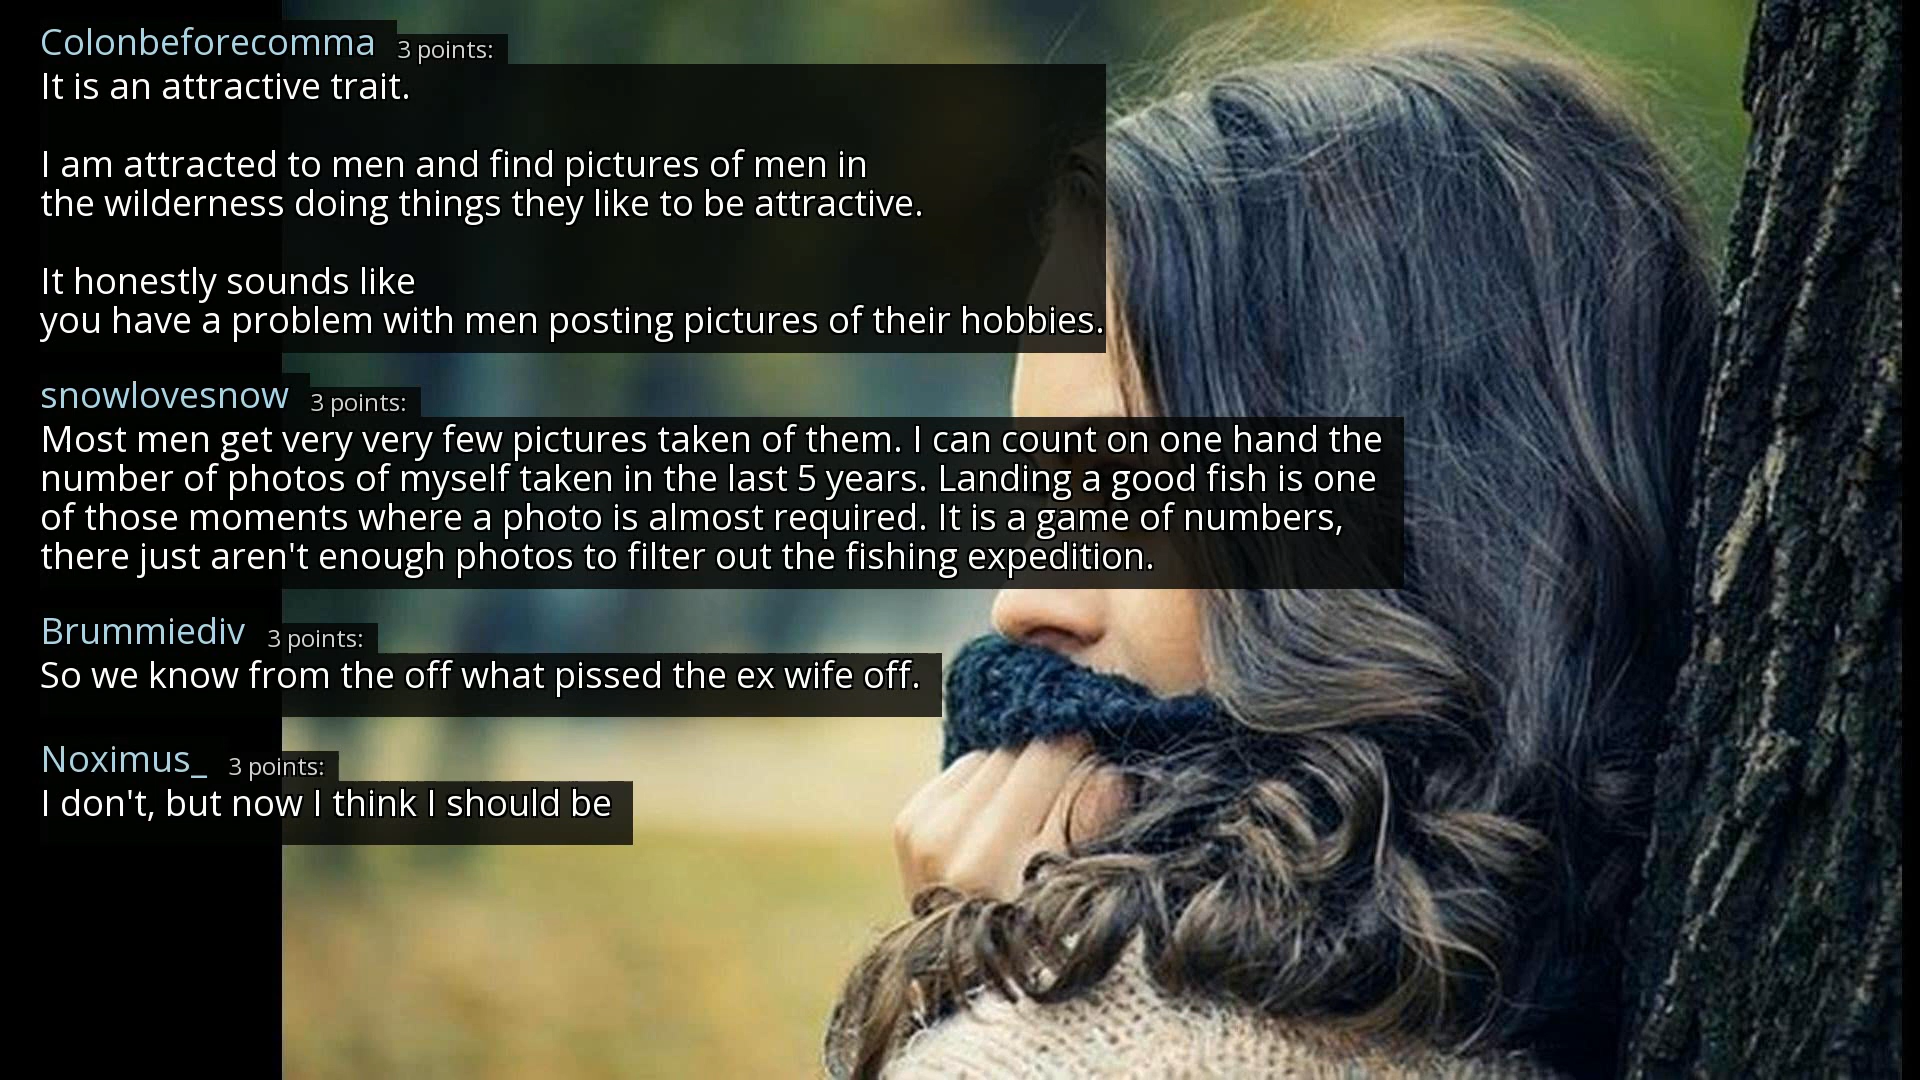 Colonbeforecomma 3 points:
It is an attractive trait.
I am attracted to men and find pictures of men in
the wilderness doing things they like to be attractive.
It honestly sounds like
you have a problem with men posting pictures of their hobbies.
snowlovesnow 3 points:
Most men get very very few pictures taken of them. I can count on one hand the
number of photos of myself taken in the last 5 years. Landing a good fish is one
of those moments where a photo is almost required. It is a game of numbers,
there just aren't enough photos to filter out the fishing expedition.
Brummiediv 3 points:
So we know from the off what pissed the ex wife off.
Noximus_ 3 points:
I don't, but now I think I should be